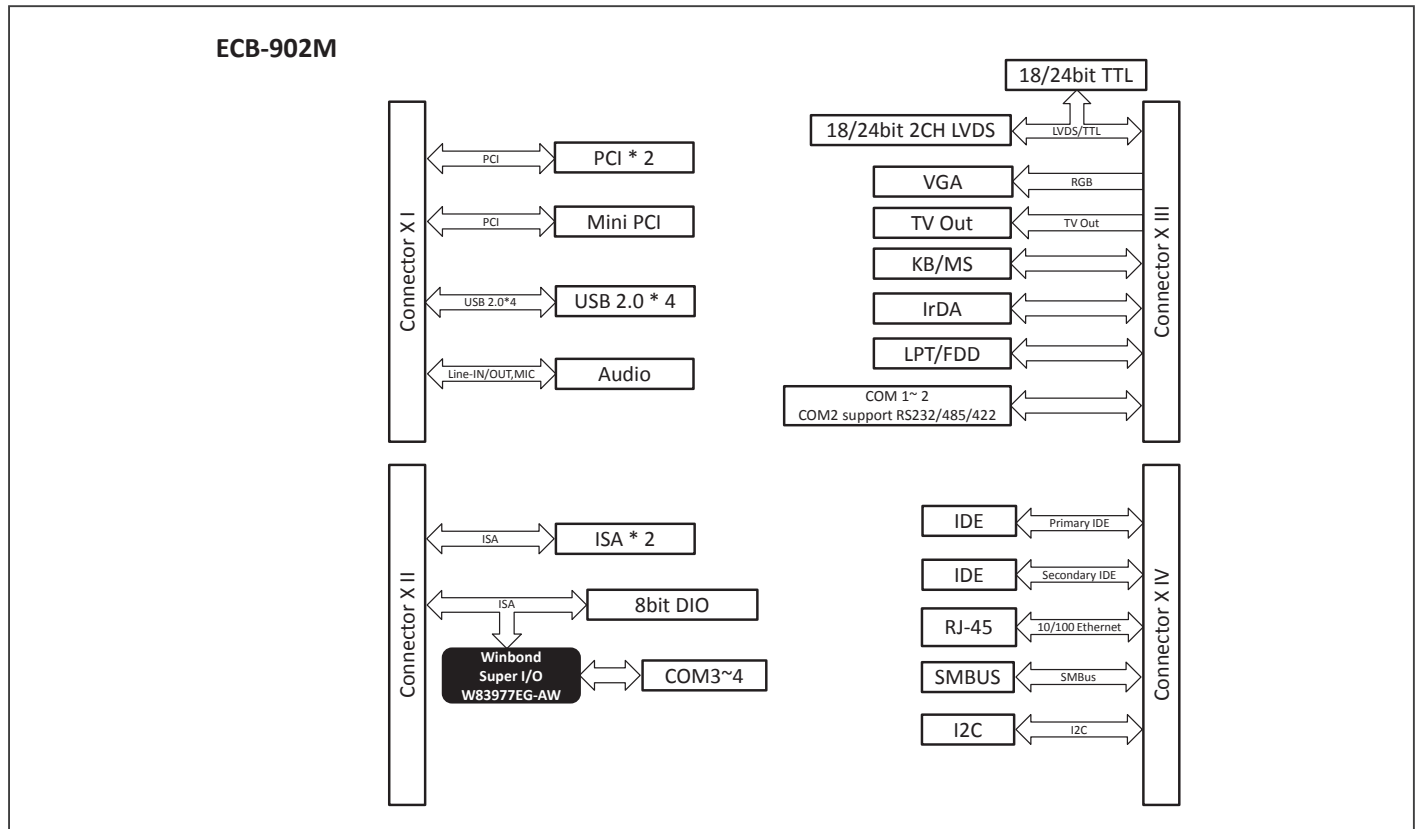 ECB-902M
Connector X I
PCI
PCI * 2
PCI
Mini PCI
USB 2.0*4
USB 2.0 * 4
Line-IN/OUT,MIC
Audio
18/24bit TTL
18/24bit 2CH LVDS
LVDS/TTL
VGA
RGB
TV Out
TV Out
KB/MS
IrDA
LPT/FDD
COM 1~ 2
COM2 support RS232/485/422
Connector X III
Connector X II
ISA
ISA * 2
ISA
8bit DIO
Winbond
Super I/O
W83977EG-AW
COM3~4
IDE
Primary IDE
IDE
Secondary IDE
RJ-45
10/100 Ethernet
SMBUS
SMBus
I2C
I2C
Connector X IV